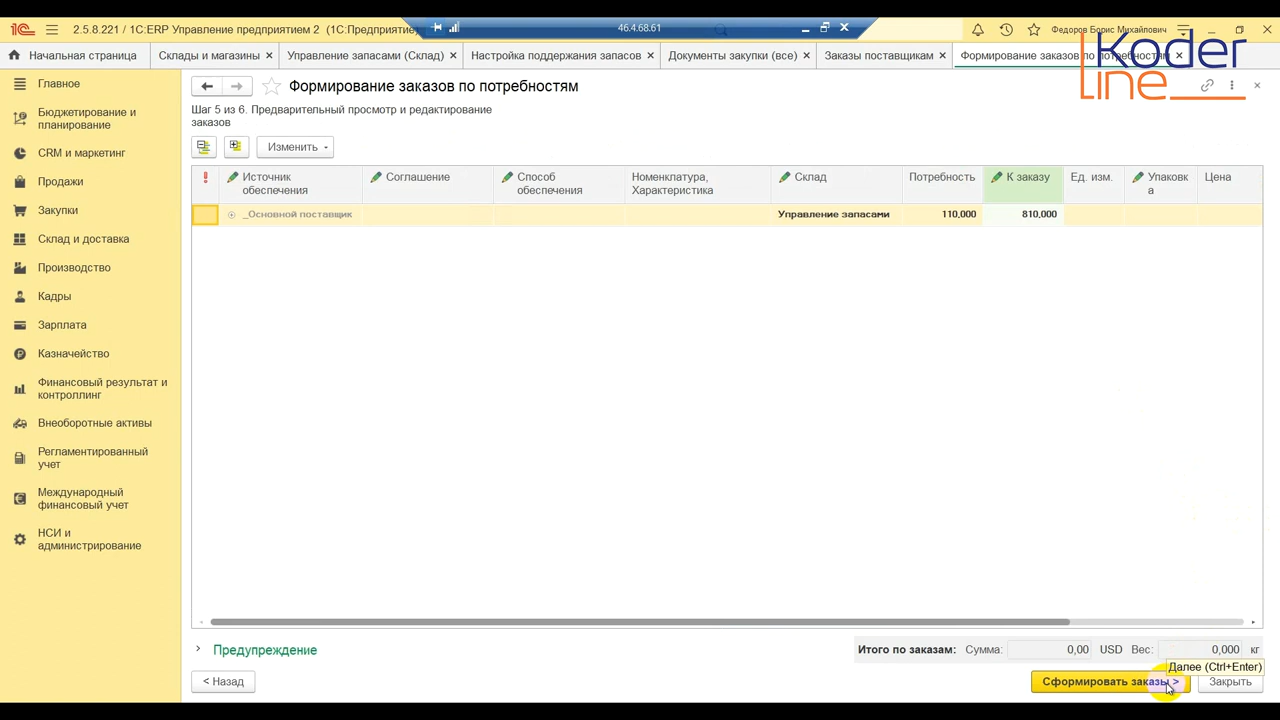 2.5.8.221 / 1С:ERP Управление предприятием 2 (1С:Предприятие)
46.4.68.61
Федоров Борис Михайлович
Начальная страница
Склады и магазины
Управление запасами (Склад)
Настройка поддержания запасов
Документы закупки (все)
Заказы поставщикам
Формирование заказов по потребностям
Koder
line
Главное
Бюджетирование и
планирование
CRM и маркетинг
Продажи
Закупки
Склад и доставка
Производство
Кадры
Зарплата
Казначейство
Финансовый результат и
контроллинг
Внеоборотные активы
Регламентированный
учет
Международный
финансовый учет
НСИ и
администрирование
Формирование заказов по потребностям
Шаг 5 из 6. Предварительный просмотр и редактирование
заказов
Изменить
Источник
обеспечения
Соглашение
Способ
обеспечения
Номенклатура,
Характеристика
Склад
Потребность
К заказу
Ед. изм.
Упаковк
а
Цена
_Основной поставщик Управление запасами 110,000 810,000
Предупреждение
Итого по заказам: Сумма: 0,00 USD Вес: 0,000 кг
Далее (Ctrl+Enter)
< Назад
Сформировать заказы >
Закрыть